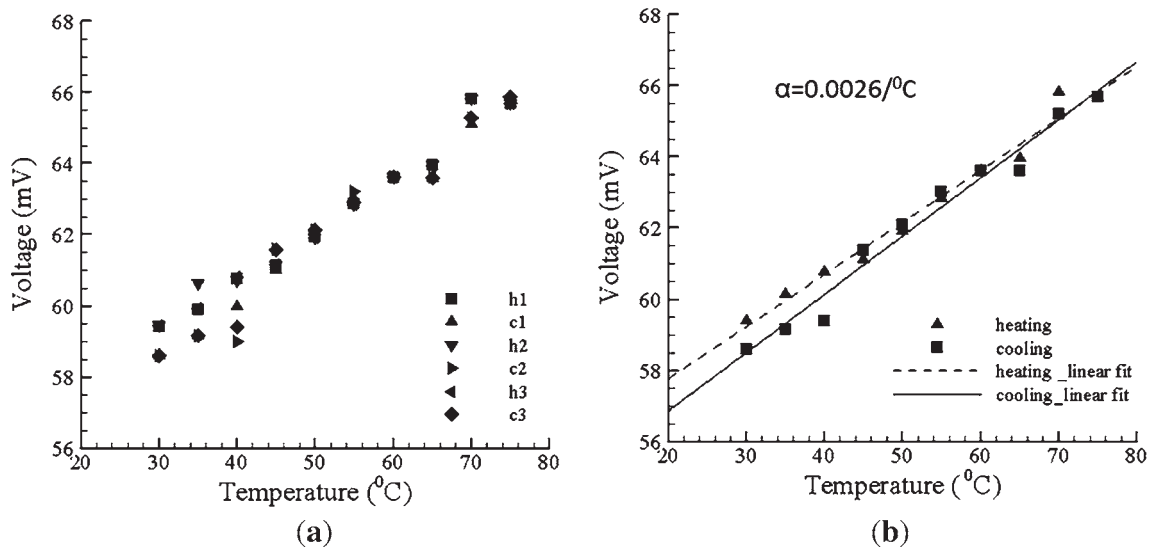 68
66
64
62
60
58
56
20
30
40
50
60
70
80
Voltage (mV)
Temperature (⁰C)
h1
c1
h2
c2
h3
c3
(a)
68
66
64
62
60
58
56
20
30
40
50
60
70
80
Voltage (mV)
Temperature (⁰C)
α=0.0026/⁰C
heating
cooling
heating _linear fit
cooling_linear fit
(b)